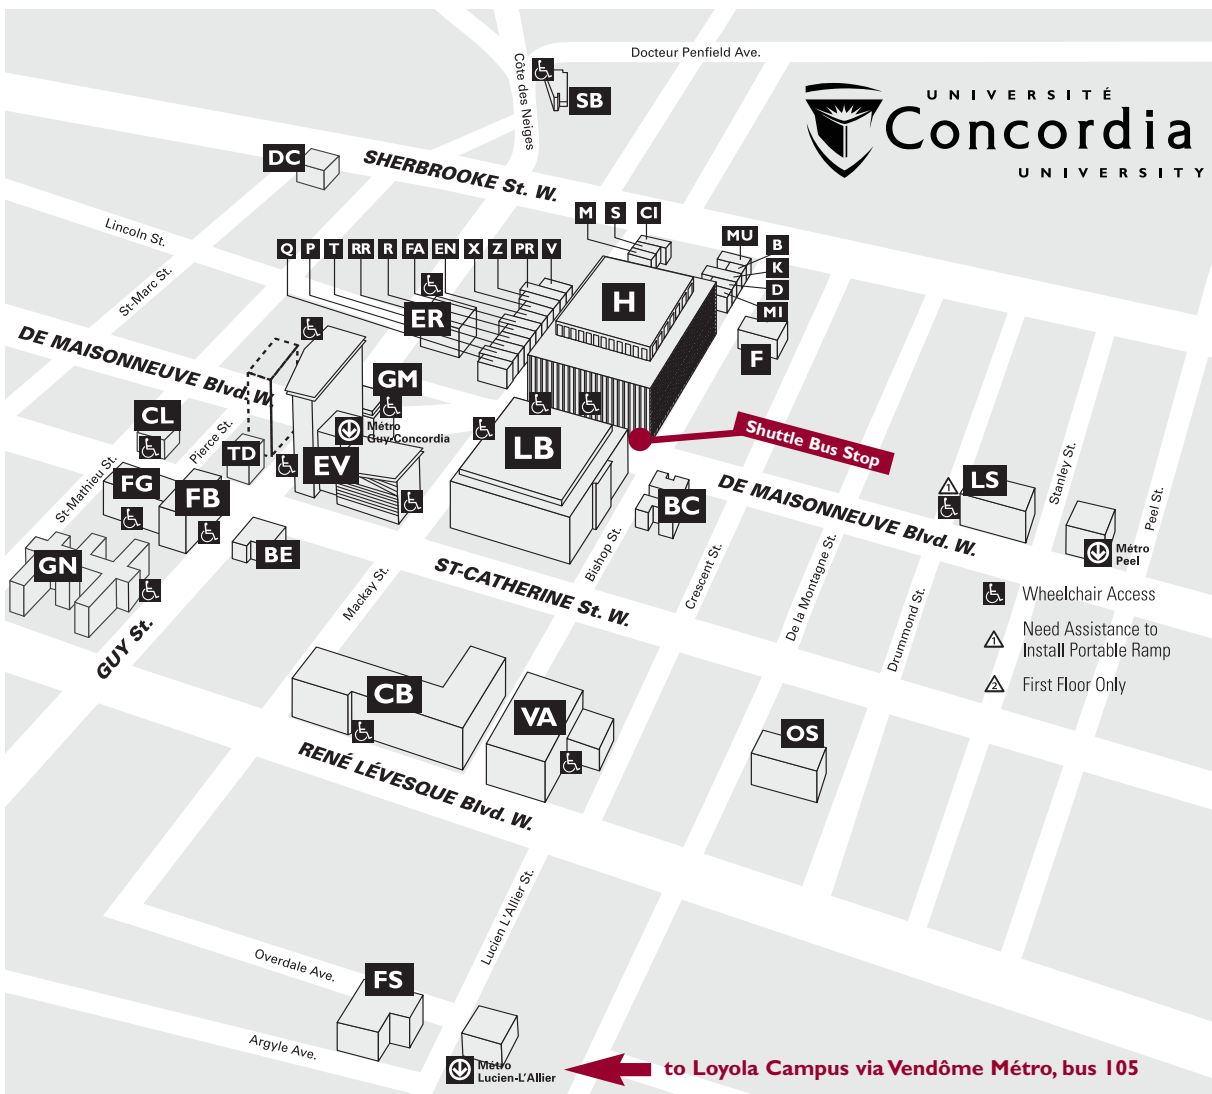 Docteur Penfield Ave.
Côte des Neiges
SB
UNIVERSITÉ
Concordia
UNIVERSITY
DC
SHERBROOKE St. W.
Lincoln St.
St-Marc St.
M
S
CI
MU
B
K
D
MI
Q
P
T
RR
R
FA
EN
X
Z
PR
V
H
ER
F
DE MAISONNEUVE Blvd. W.
GM
CL
Métro
Guy-Concordia
Pierce St.
TD
EV
LB
Shuttle Bus Stop
St-Mathieu St.
FG
FB
BC
DE MAISONNEUVE Blvd. W.
LS
1
Stanley St.
Peel St.
Métro
Peel
BE
GN
GUY St.
Mackay St.
ST-CATHERINE St. W.
Bishop St.
Crescent St.
De la Montagne St.
Drummond St.
Wheelchair Access
1
Need Assistance to
Install Portable Ramp
2
First Floor Only
CB
VA
OS
RENÉ LÉVESQUE Blvd. W.
Lucien L'Allier St.
Overdale Ave.
FS
Argyle Ave.
Métro
Lucien-L'Allier
to Loyola Campus via Vendôme Métro, bus 105